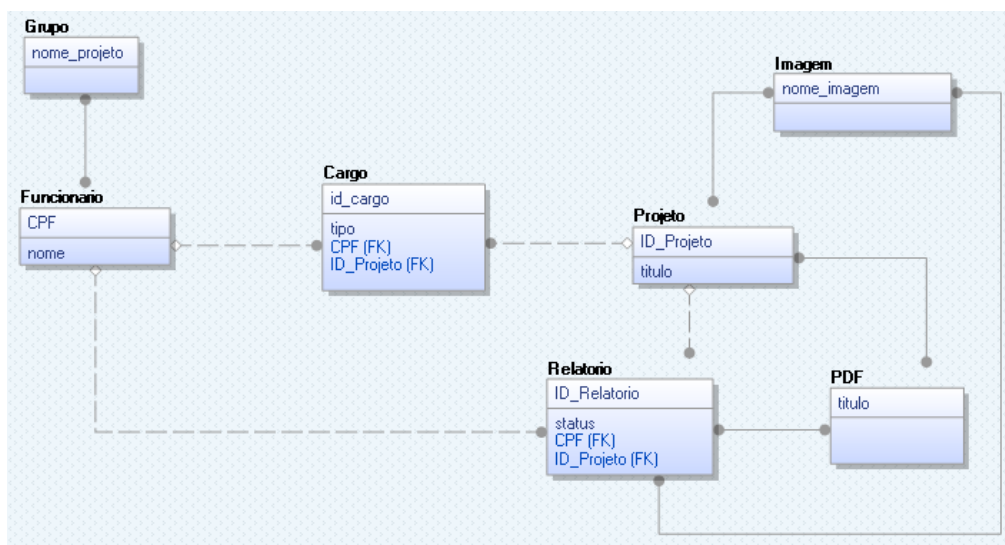 Grupo
nome_projeto
Imagem
nome_imagem
Cargo
id_cargo
tipo
CPF (FK)
ID_Projeto (FK)
Funcionario
CPF
nome
Projeto
ID_Projeto
titulo
Relatorio
ID_Relatorio
status
CPF (FK)
ID_Projeto (FK)
PDF
titulo